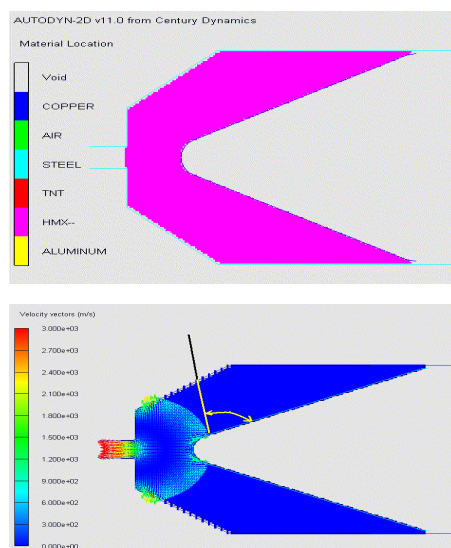 AUTODYN-2D v11.0 from Century Dynamics
Material Location
Void
COPPER
AIR
STEEL
TNT
HMX--
ALUMINUM
Velocity vectors (m/s)
3.000e+03
2.700e+03
2.400e+03
2.100e+03
1.800e+03
1.500e+03
1.200e+03
9.000e+02
6.000e+02
3.000e+02
0.000e+00